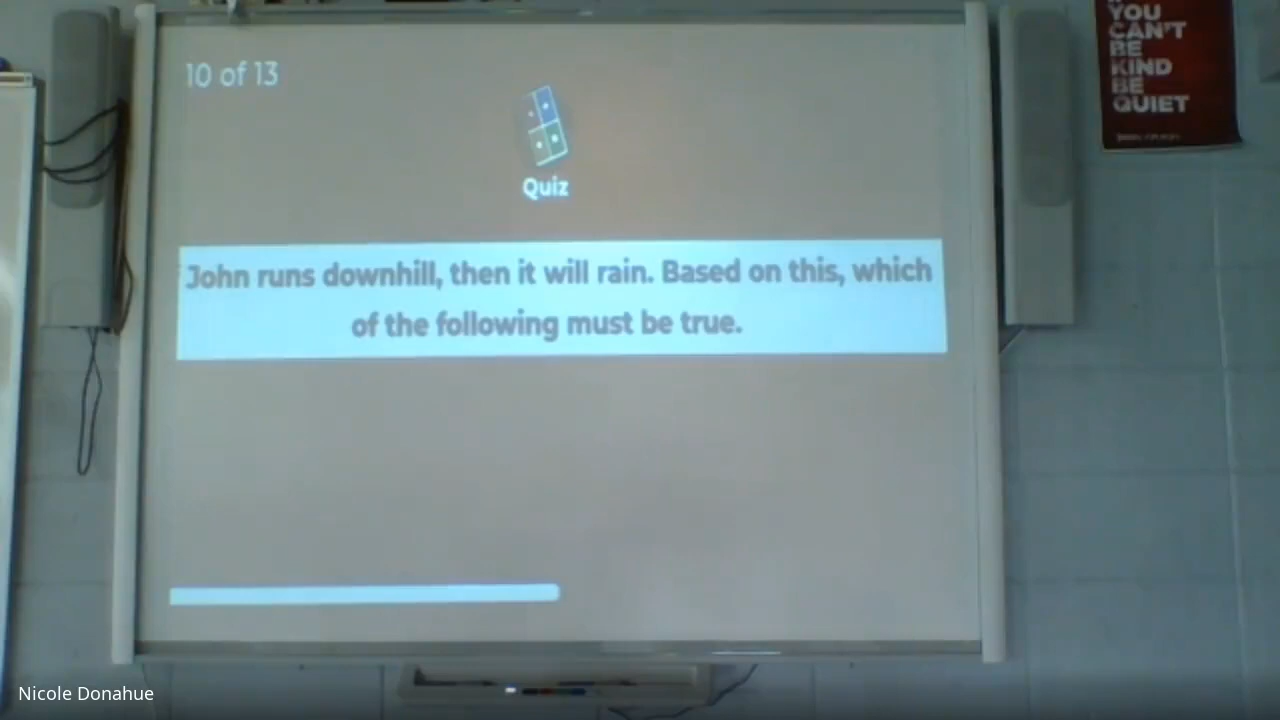 YOU
CAN'T
BE
KIND
BE
QUIET
10 of 13
Quiz
John runs downhill, then it will rain. Based on this, which
of the following must be true.
Nicole Donahue